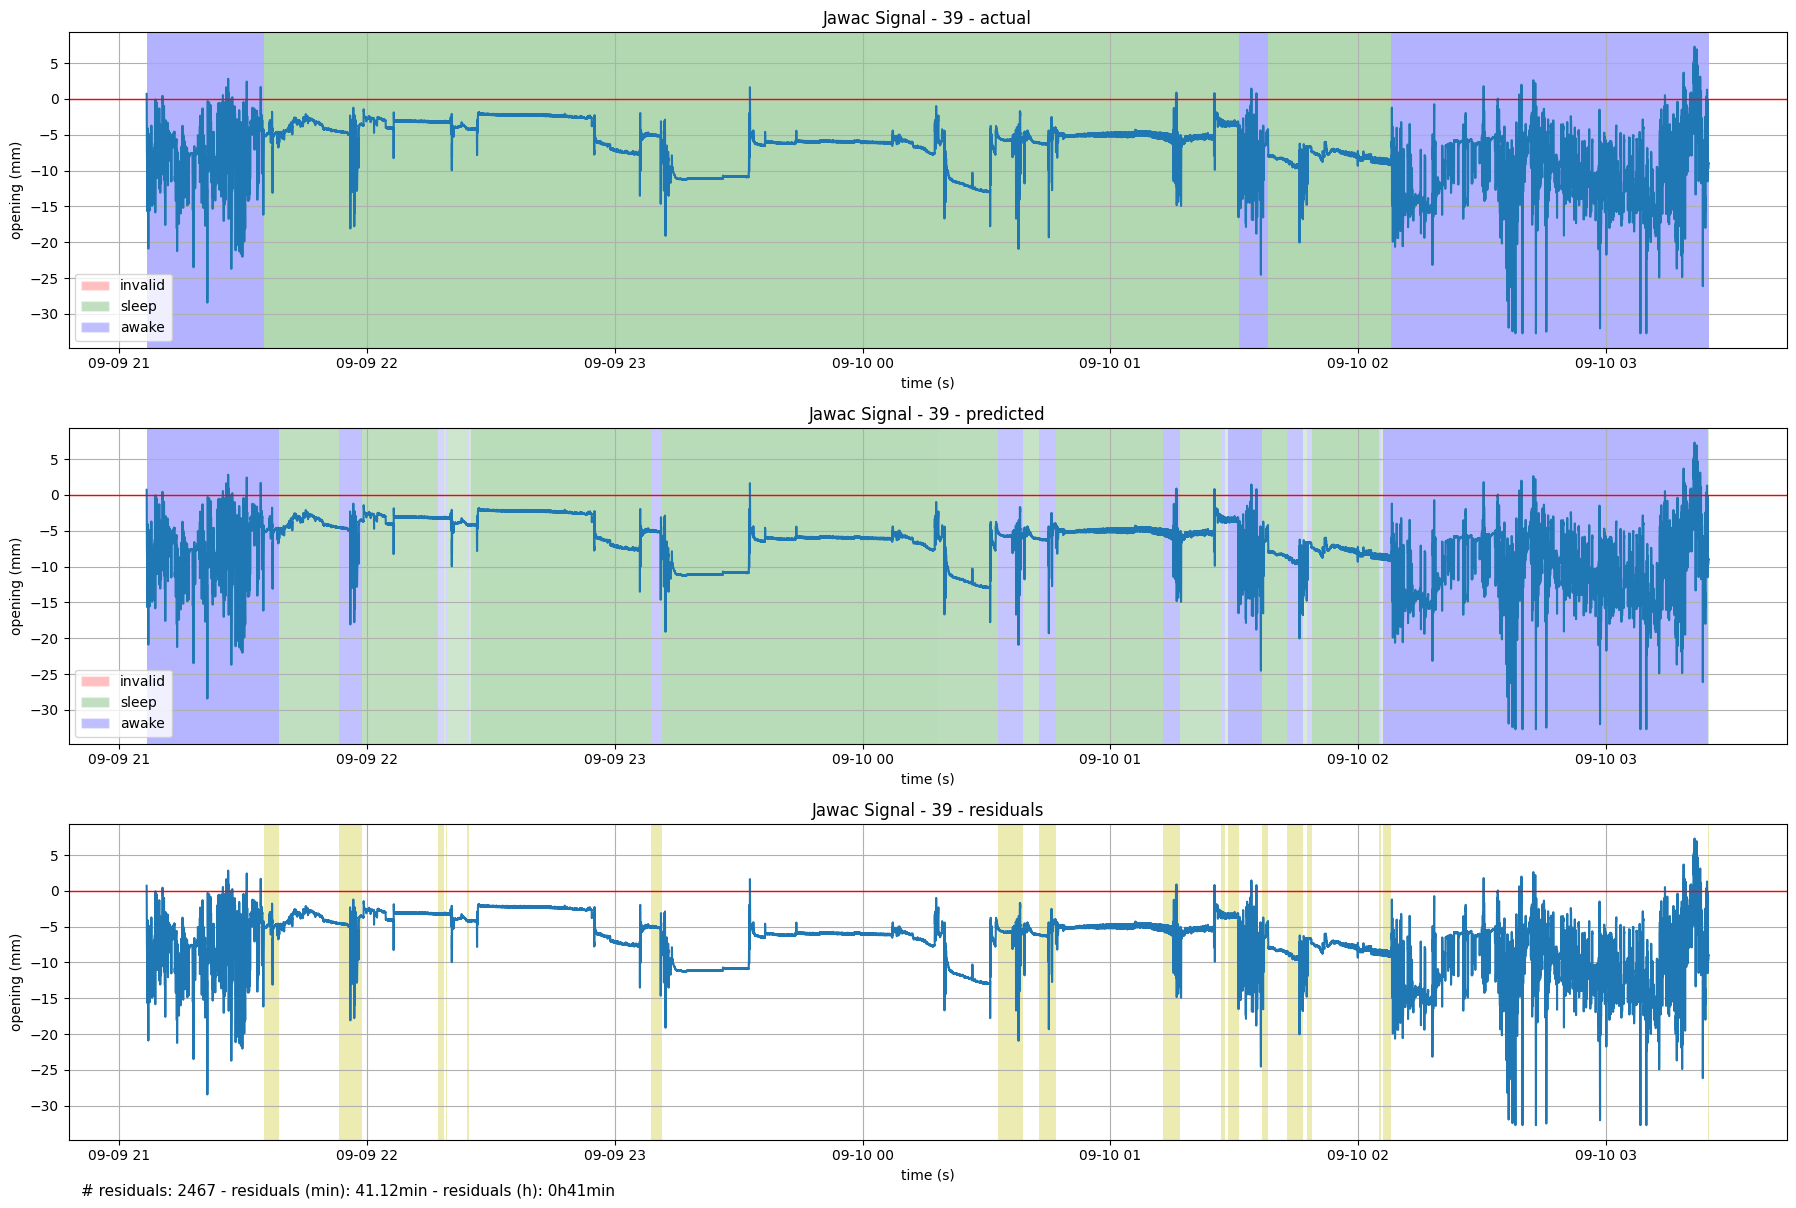 Jawac Signal - 39 - actual
opening (mm)
5
0
−5
−10
−15
−20
−25
−30
invalid
sleep
awake
09-09 21 09-09 22 09-09 23 09-10 00 09-10 01 09-10 02 09-10 03
time (s)
Jawac Signal - 39 - predicted
opening (mm)
5
0
−5
−10
−15
−20
−25
−30
invalid
sleep
awake
09-09 21 09-09 22 09-09 23 09-10 00 09-10 01 09-10 02 09-10 03
time (s)
Jawac Signal - 39 - residuals
opening (mm)
5
0
−5
−10
−15
−20
−25
−30
09-09 21 09-09 22 09-09 23 09-10 00 09-10 01 09-10 02 09-10 03
time (s)
# residuals: 2467 - residuals (min): 41.12min - residuals (h): 0h41min